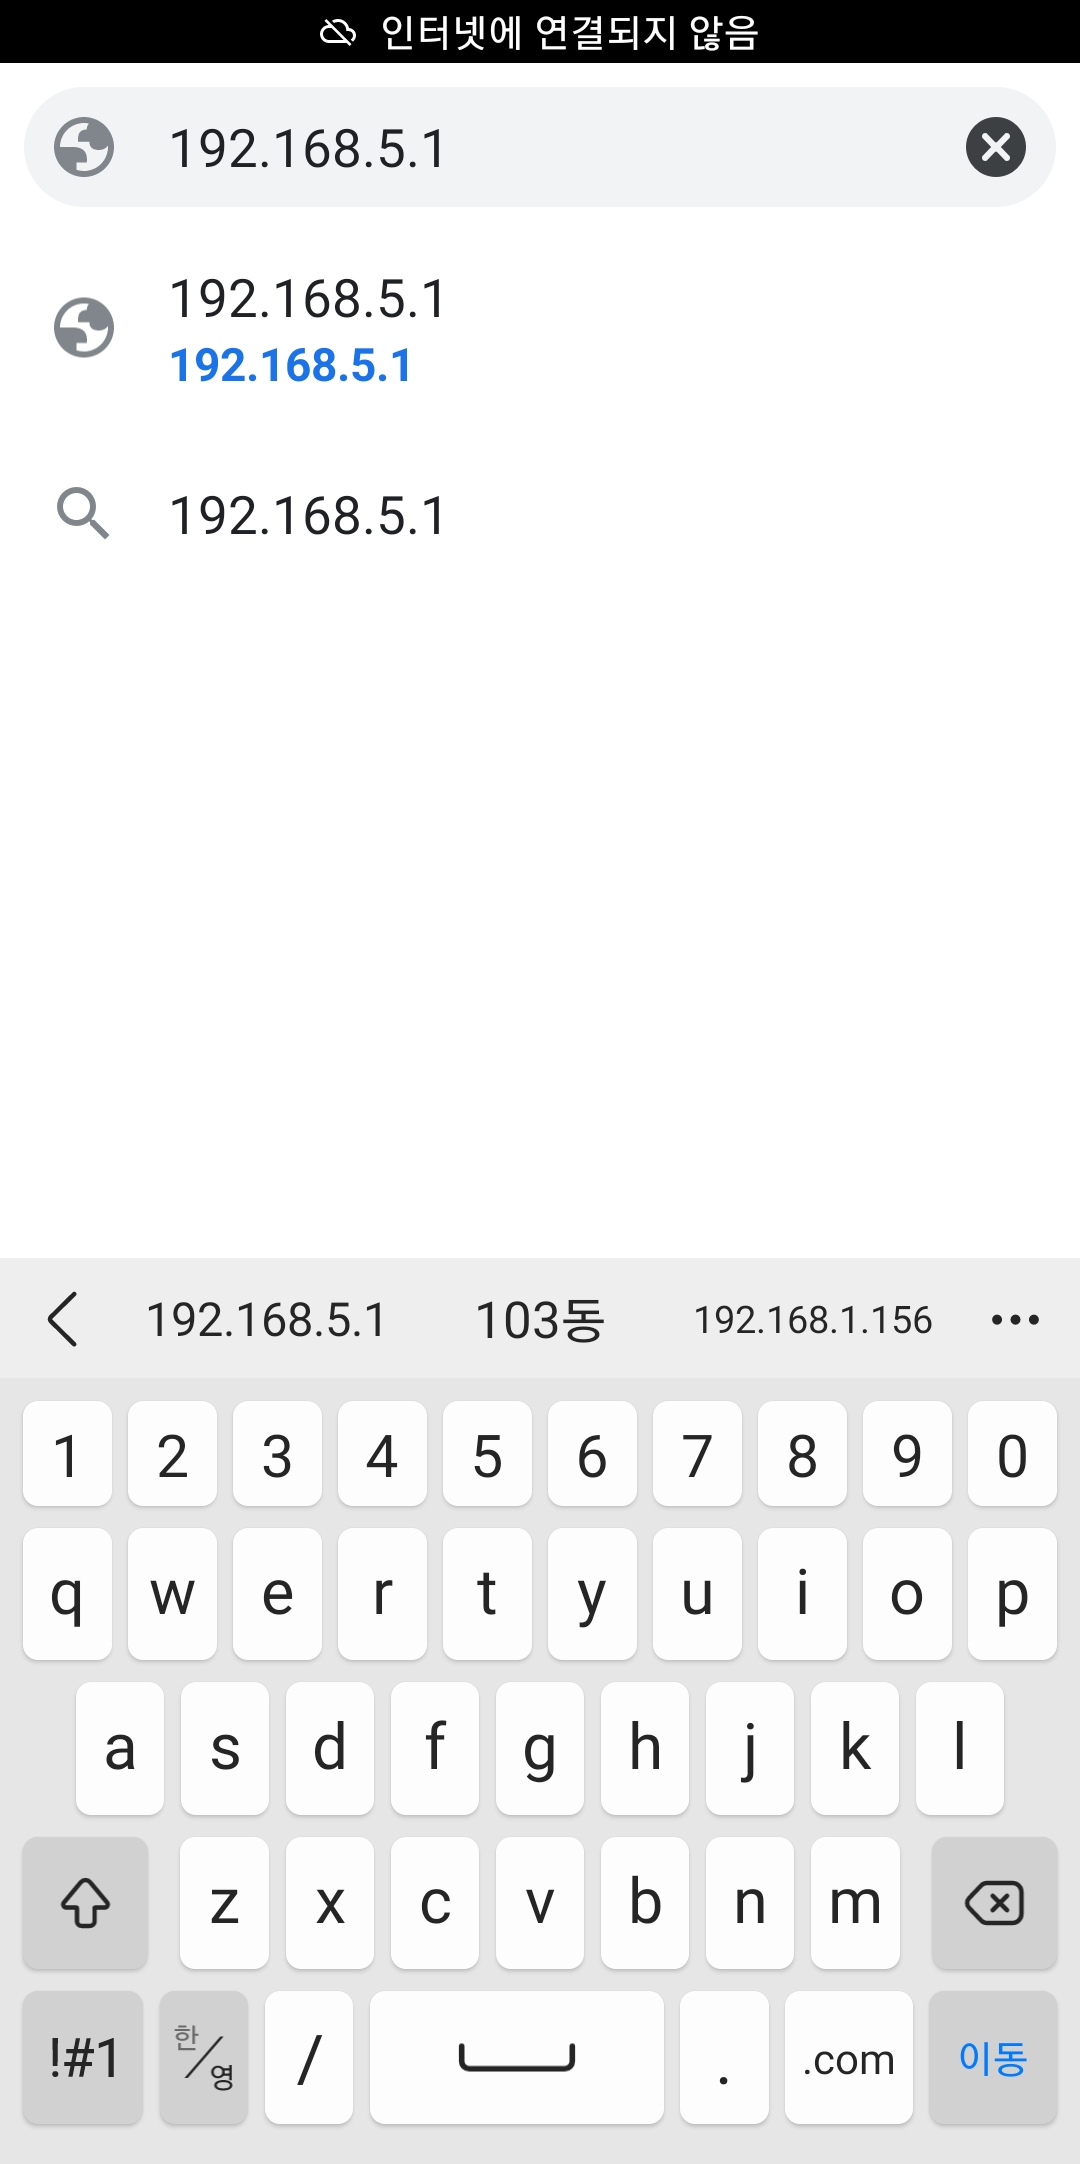 인터넷에 연결되지 않음
192.168.5.1
192.168.5.1
192.168.5.1
192.168.5.1
192.168.5.1 103동 192.168.1.156
1 2 3 4 5 6 7 8 9 0
q w e r t y u i o p
a s d f g h j k l
z x c v b n m
!#1 한/영 / . .com 이동